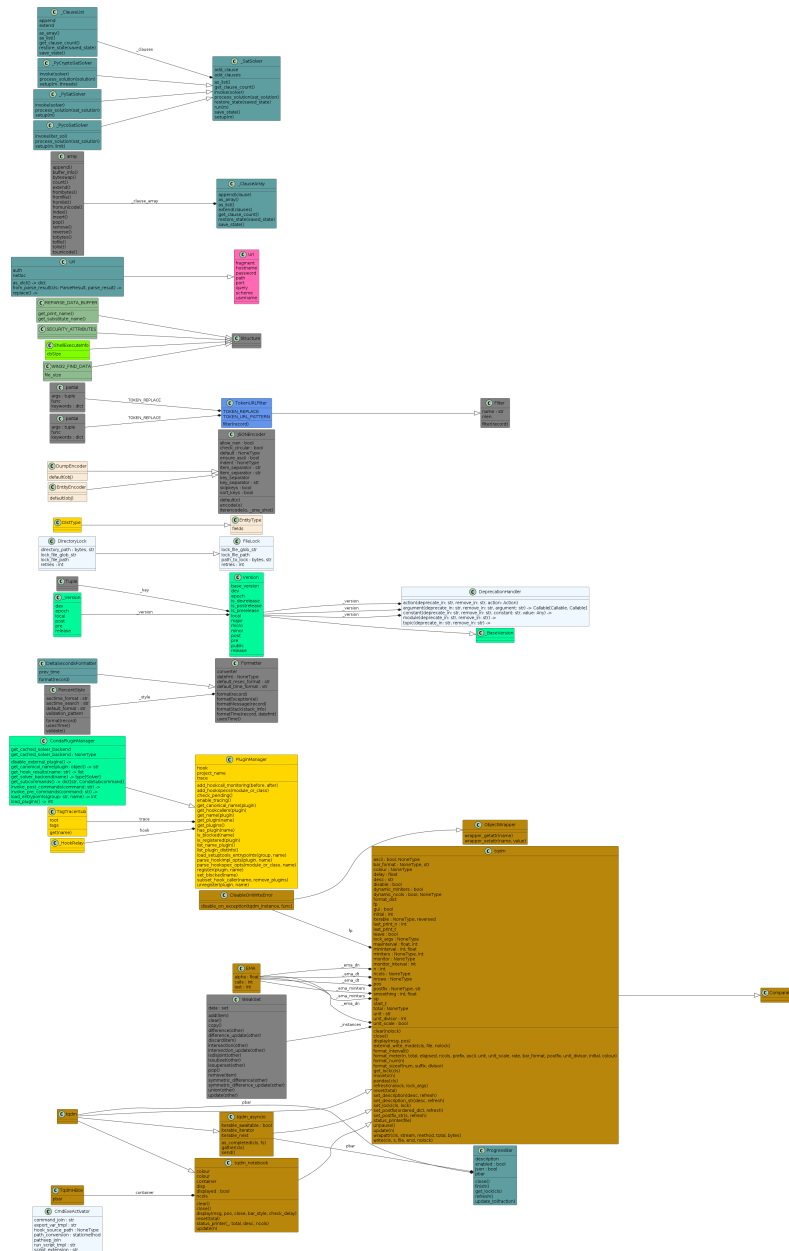 _ClauseList
append
extend
as_array()
as_list()
get_clause_count()
restore_state(saved_state)
save_state()
_clauses
_PyCryptoSatSolver
invoke(solver)
process_solution(solution)
setup(m, threads)
_PySatSolver
invoke(solver)
process_solution(sat_solution)
setup(m)
_PycoSatSolver
invoke(iter_sol)
process_solution(sat_solution)
setup(m, limit)
_SatSolver
add_clause
add_clauses
as_list()
get_clause_count()
invoke(solver)
process_solution(sat_solution)
restore_state(saved_state)
run(m)
save_state()
setup(m)
array
append()
buffer_info()
byteswap()
count()
extend()
frombytes()
fromfile()
fromlist()
fromunicode()
index()
insert()
pop()
remove()
reverse()
tobytes()
tofile()
tolist()
tounicode()
_clause_array
_ClauseArray
append(clause)
as_array()
as_list()
extend(clauses)
get_clause_count()
restore_state(saved_state)
save_state()
Url
auth
netloc
as_dict() -> dict
from_parse_result(cls: ParseResult, parse_result) ->
replace() ->
Url
fragment
hostname
password
path
port
query
scheme
username
REPARSE_DATA_BUFFER
get_print_name()
get_substitute_name()
SECURITY_ATTRIBUTES
ShellExecuteInfo
cbSize
WIN32_FIND_DATA
file_size
Structure
partial
args : tuple
func
keywords : dict
TOKEN_REPLACE
partial
args : tuple
func
keywords : dict
TOKEN_REPLACE
TokenURLFilter
TOKEN_REPLACE
TOKEN_URL_PATTERN
filter(record)
Filter
name : str
nlen
filter(record)
DumpEncoder
default(obj)
EntityEncoder
default(obj)
JSONEncoder
allow_nan : bool
check_circular : bool
default : NoneType
ensure_ascii : bool
indent : NoneType
item_separator : str
item_separator : str
key_separator
key_separator : str
skipkeys : bool
sort_keys : bool
default(o)
encode(o)
iterencode(o, _one_shot)
DistType
EntityType
fields
DirectoryLock
directory_path : bytes, str
lock_file_glob_str
lock_file_path
retries : int
FileLock
lock_file_glob_str
lock_file_path
path_to_lock : bytes, str
retries : int
Tuple
_key
_Version
dev
epoch
local
post
pre
release
_version
Version
base_version
dev
epoch
is_devrelease
is_postrelease
is_prerelease
local
major
micro
minor
post
pre
public
release
_version
_version
_version
DeprecationHandler
action(deprecate_in: str, remove_in: str, action: Action)
argument(deprecate_in: str, remove_in: str, argument: str) -> Callable[Callable, Callable]
constant(deprecate_in: str, remove_in: str, constant: str, value: Any) ->
module(deprecate_in: str, remove_in: str) ->
topic(deprecate_in: str, remove_in: str) ->
_BaseVersion
DeltaSecondsFormatter
prev_time
format(record)
PercentStyle
asctime_format : str
asctime_search : str
default_format : str
validation_pattern
format(record)
usesTime()
validate()
_style
Formatter
converter
datefmt : NoneType
default_msec_format : str
default_time_format : str
format(record)
formatException(ei)
formatMessage(record)
formatStack(stack_info)
formatTime(record, datefmt)
usesTime()
CondaPluginManager
get_cached_solver_backend
get_cached_solver_backend : NoneType
disable_external_plugins() ->
get_canonical_name(plugin: object) -> str
get_hook_results(name: str) -> list
get_solver_backend(name) -> type[Solver]
get_subcommands() -> dict[str, CondaSubcommand]
invoke_post_commands(command: str) ->
invoke_pre_commands(command: str) ->
load_entrypoints(group: str, name) -> int
load_plugins() -> int
TagTracerSub
root
tags
get(name)
trace
_HookRelay
hook
PluginManager
hook
project_name
trace
add_hookcall_monitoring(before, after)
add_hookspecs(module_or_class)
check_pending()
enable_tracing()
get_canonical_name(plugin)
get_hookcallers(plugin)
get_name(plugin)
get_plugin(name)
get_plugins()
has_plugin(name)
is_blocked(name)
is_registered(plugin)
list_name_plugin()
list_plugin_distinfo()
load_setuptools_entrypoints(group, name)
parse_hookimpl_opts(plugin, name)
parse_hookspec_opts(module_or_class, name)
register(plugin, name)
set_blocked(name)
subset_hook_caller(name, remove_plugins)
unregister(plugin, name)
DisableOnWriteError
disable_on_exception(tqdm_instance, func)
fp
ObjectWrapper
wrapper_getattr(name)
wrapper_setattr(name, value)
EMA
alpha : float
calls : int
last : int
_ema_dn
_ema_dt
_ema_dt
_ema_miniters
_ema_miniters
_ema_dn
WeakSet
data : set
add(item)
clear()
copy()
difference(other)
difference_update(other)
discard(item)
intersection(other)
intersection_update(other)
isdisjoint(other)
issubset(other)
issuperset(other)
pop()
remove(item)
symmetric_difference(other)
symmetric_difference_update(other)
union(other)
update(other)
_instances
tqdm
ascii : bool, NoneType
bar_format : NoneType, str
colour : NoneType
delay : float
desc : str
disable : bool
dynamic_miniters : bool
dynamic_ncols : bool, NoneType
format_dict
fp
gui : bool
initial : int
iterable : NoneType, reversed
last_print_n : int
last_print_t
leave : bool
lock_args : NoneType
maxinterval : float, int
mininterval : int, float
miniters : NoneType, int
monitor : NoneType
monitor_interval : int
n : int
ncols : NoneType
nrows : NoneType
pos
postfix : NoneType, str
smoothing : int, float
sp
start_t
total : NoneType
unit : str
unit_divisor : int
unit_scale : bool
clear(nolock)
close()
display(msg, pos)
external_write_mode(cls, file, nolock)
format_interval(t)
format_meter(n, total, elapsed, ncols, prefix, ascii, unit, unit_scale, rate, bar_format, postfix, unit_divisor, initial, colour)
format_num(n)
format_sizeof(num, suffix, divisor)
get_lock(cls)
moveto(n)
pandas(cls)
refresh(nolock, lock_args)
reset(total)
set_description(desc, refresh)
set_description_str(desc, refresh)
set_lock(cls, lock)
set_postfix(ordered_dict, refresh)
set_postfix_str(s, refresh)
status_printer(file)
unpause()
update(n)
wrapattr(cls, stream, method, total, bytes)
write(cls, s, file, end, nolock)
Comparable
tqdm
pbar
tqdm_asyncio
iterable_awaitable : bool
iterable_iterator
iterable_next
as_completed(cls, fs)
gather(cls)
send()
pbar
ProgressBar
description
enabled : bool
json : bool
pbar
close()
finish()
get_lock(cls)
refresh()
update_to(fraction)
TqdmHBox
pbar
container
tqdm_notebook
colour
colour
container
disp
displayed : bool
ncols
clear()
close()
display(msg, pos, close, bar_style, check_delay)
reset(total)
status_printer(_, total, desc, ncols)
update(n)
CmdExeActivator
command_join : str
export_var_tmpl : str
hook_source_path : NoneType
path_conversion : staticmethod
pathsep_join
run_script_tmpl : str
script_extension : str